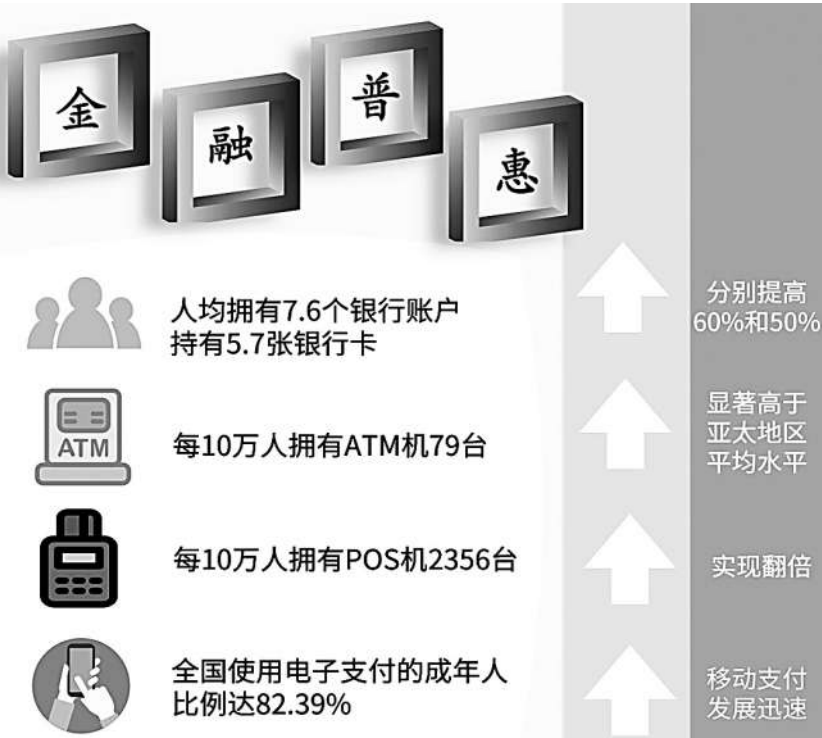 金融普惠
人均拥有7.6个银行账户
持有5.7张银行卡
分别提高
60%和50%
ATM
每10万人拥有ATM机79台
显著高于
亚太地区
平均水平
每10万人拥有POS机2356台
实现翻倍
全国使用电子支付的成年人
比例达82.39%
移动支付
发展迅速